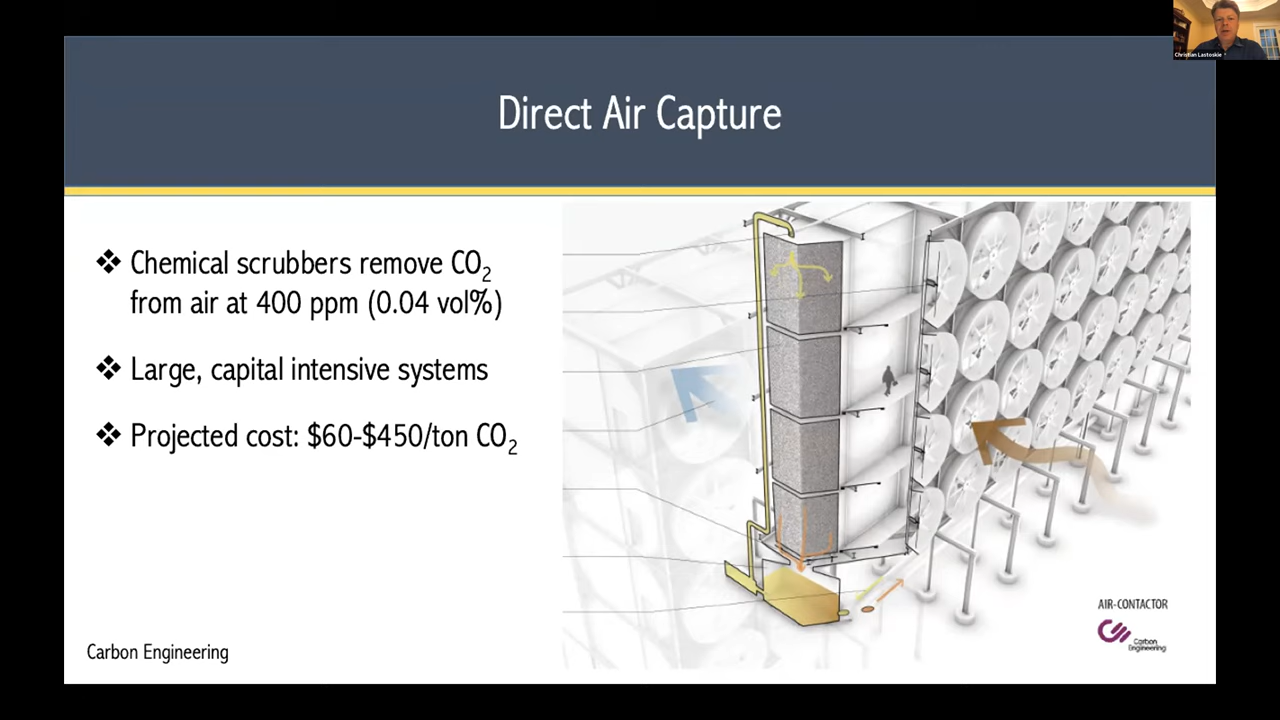 Christian Lastoskie
Direct Air Capture
❖ Chemical scrubbers remove CO₂
from air at 400 ppm (0.04 vol%)
❖ Large, capital intensive systems
❖ Projected cost: $60-$450/ton CO₂
AIR-CONTACTOR
Carbon
Engineering
Carbon Engineering